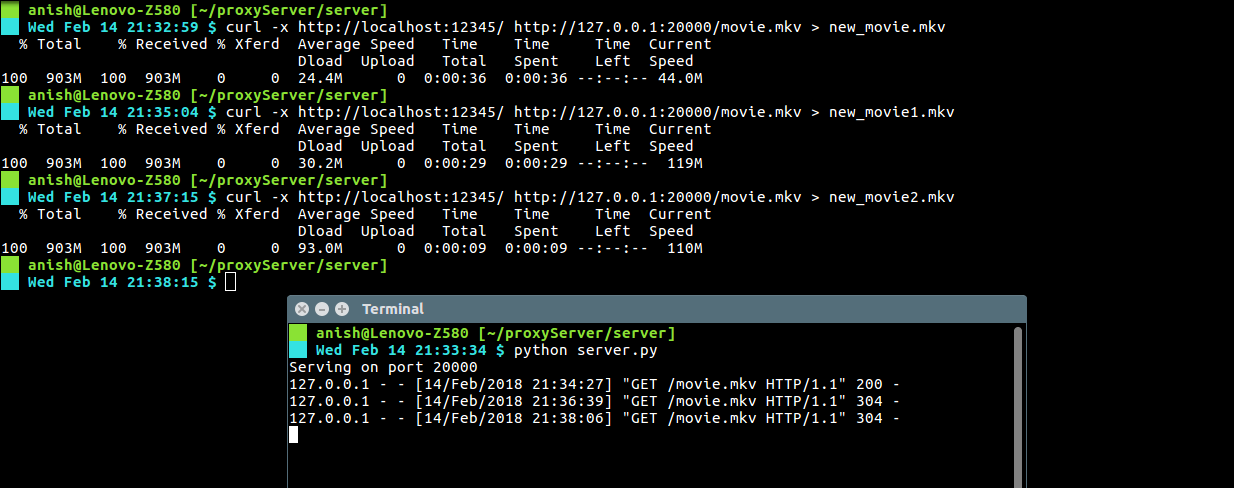 anish@Lenovo-Z580 [~/proxyServer/server]
Wed Feb 14 21:32:59 $ curl -x http://localhost:12345/ http://127.0.0.1:20000/movie.mkv > new_movie.mkv
% Total % Received % Xferd Average Speed Time Time Time Current
Dload Upload Total Spent Left Speed
100 903M 100 903M 0 0 24.4M 0 0:00:36 0:00:36 --:--:-- 44.0M
anish@Lenovo-Z580 [~/proxyServer/server]
Wed Feb 14 21:35:04 $ curl -x http://localhost:12345/ http://127.0.0.1:20000/movie.mkv > new_movie1.mkv
% Total % Received % Xferd Average Speed Time Time Time Current
Dload Upload Total Spent Left Speed
100 903M 100 903M 0 0 30.2M 0 0:00:29 0:00:29 --:--:-- 119M
anish@Lenovo-Z580 [~/proxyServer/server]
Wed Feb 14 21:37:15 $ curl -x http://localhost:12345/ http://127.0.0.1:20000/movie.mkv > new_movie2.mkv
% Total % Received % Xferd Average Speed Time Time Time Current
Dload Upload Total Spent Left Speed
100 903M 100 903M 0 0 93.0M 0 0:00:09 0:00:09 --:--:-- 110M
anish@Lenovo-Z580 [~/proxyServer/server]
Wed Feb 14 21:38:15 $
Terminal
anish@Lenovo-Z580 [~/proxyServer/server]
Wed Feb 14 21:33:34 $ python server.py
Serving on port 20000
127.0.0.1 - - [14/Feb/2018 21:34:27] "GET /movie.mkv HTTP/1.1" 200 -
127.0.0.1 - - [14/Feb/2018 21:36:39] "GET /movie.mkv HTTP/1.1" 304 -
127.0.0.1 - - [14/Feb/2018 21:38:06] "GET /movie.mkv HTTP/1.1" 304 -